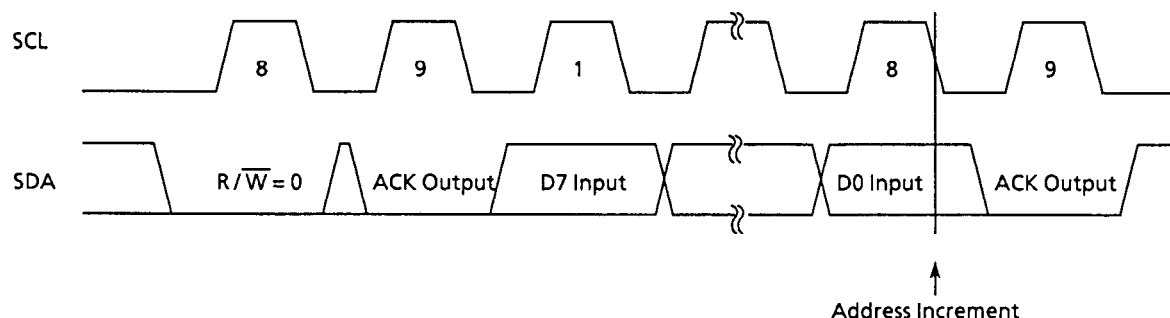 SCL
8 9 1 8 9
SDA
R/W̅ = 0 ACK Output D7 Input D0 Input ACK Output
Address Increment